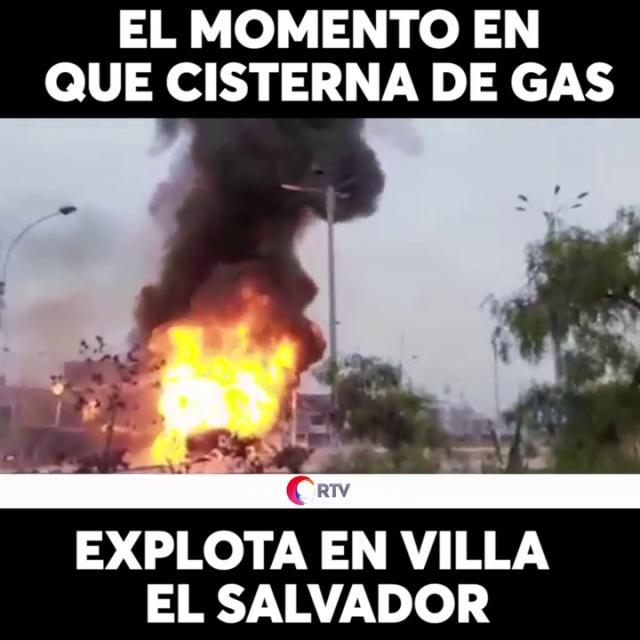 EL MOMENTO EN
QUE CISTERNA DE GAS
RTV
EXPLOTA EN VILLA
EL SALVADOR